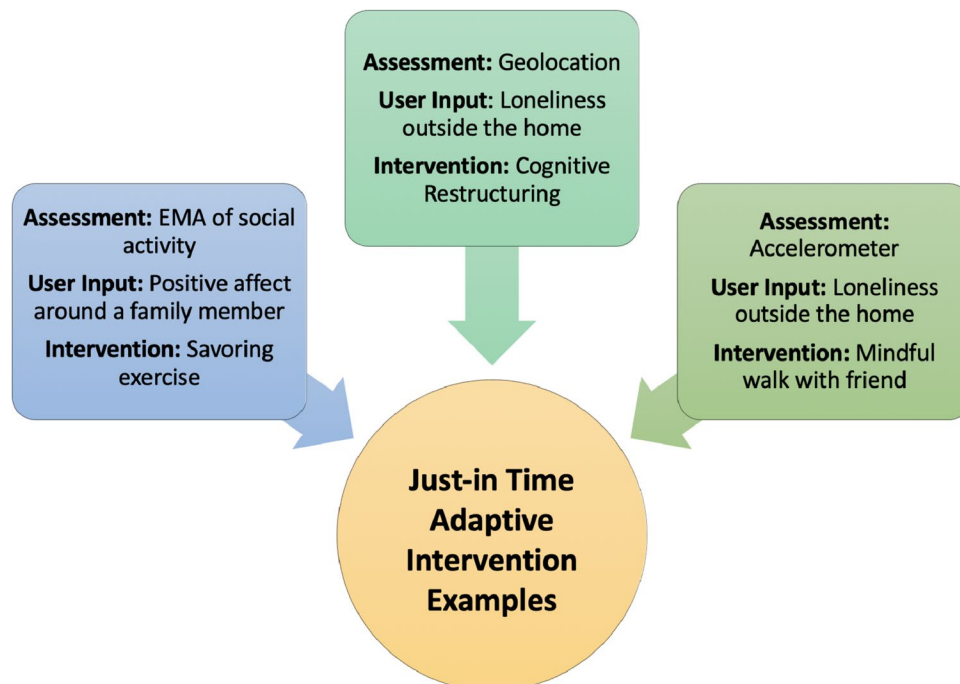 Assessment: EMA of social
activity
User Input: Positive affect
around a family member
Intervention: Savoring
exercise
Assessment: Geolocation
User Input: Loneliness
outside the home
Intervention: Cognitive
Restructuring
Assessment:
Accelerometer
User Input: Loneliness
outside the home
Intervention: Mindful
walk with friend
Just-in Time
Adaptive
Intervention
Examples